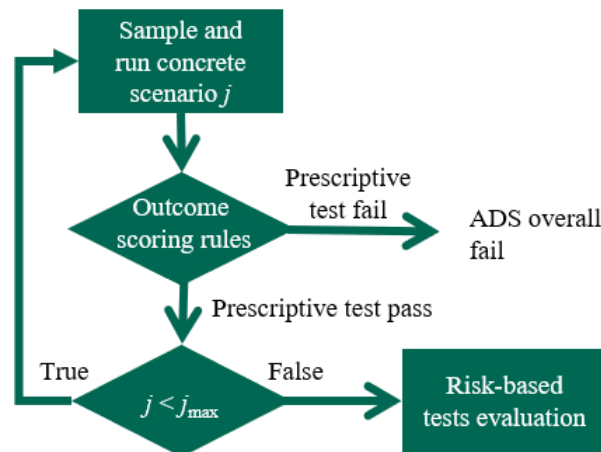 Sample and
run concrete
scenario j
Prescriptive
test fail
Outcome
scoring rules
ADS overall
fail
Prescriptive test pass
True
False
j < jmax
Risk-based
tests evaluation